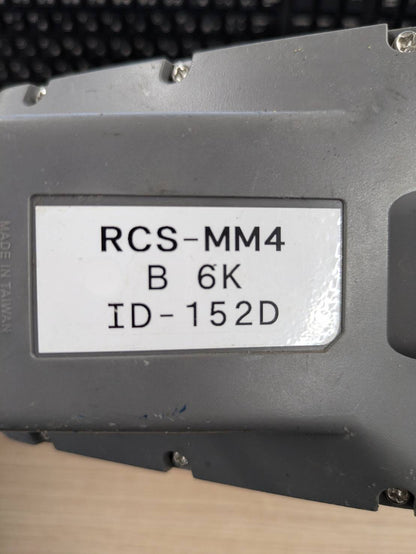 RCS-MM4
B 6K
ID-152D
MADE IN TAIWAN